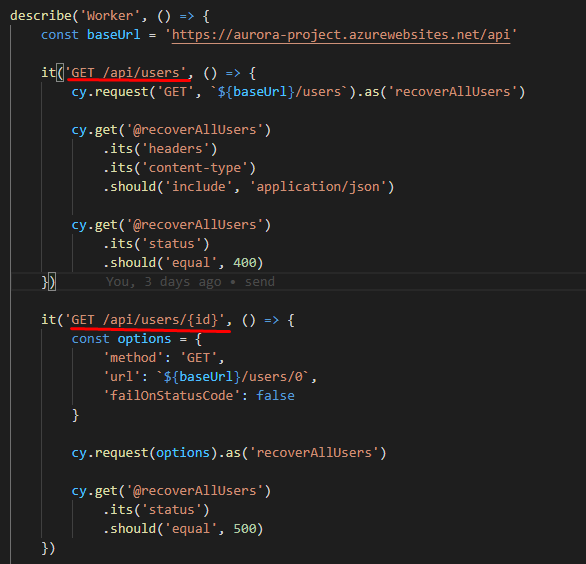 describe('Worker', () => {
    const baseUrl = 'https://aurora-project.azurewebsites.net/api'
    it('GET /api/users', () => {
        cy.request('GET', `${baseUrl}/users`).as('recoverAllUsers')
        cy.get('@recoverAllUsers')
            .its('headers')
            .its('content-type')
            .should('include', 'application/json')
        cy.get('@recoverAllUsers')
            .its('status')
            .should('equal', 400)
    })      You, 3 days ago • send
    it('GET /api/users/{id}', () => {
        const options = {
            'method': 'GET',
            'url': `${baseUrl}/users/0`,
            'failOnStatusCode': false
        }
        cy.request(options).as('recoverAllUsers')
        cy.get('@recoverAllUsers')
            .its('status')
            .should('equal', 500)
    })